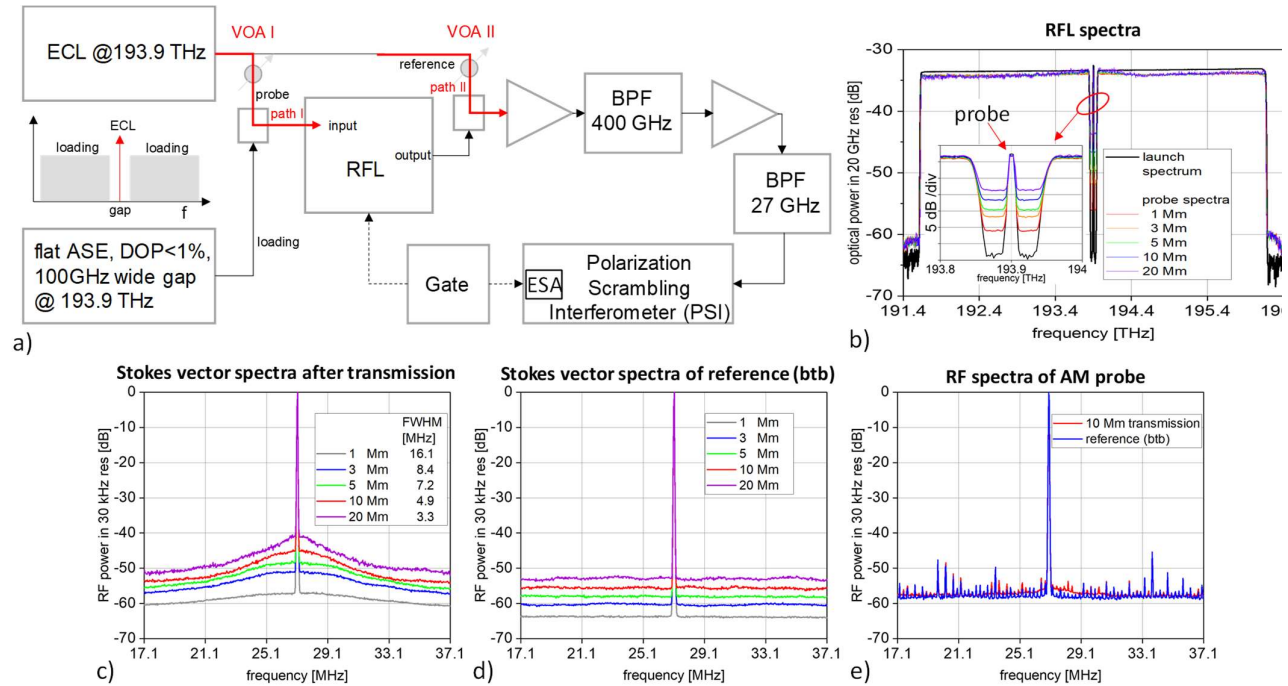 ECL @193.9 THz
VOA I
VOA II
reference
probe
path I
path II
input
RFL
output
BPF
400 GHz
BPF
27 GHz
ECL
loading
loading
gap
f
flat ASE, DOP<1%,
100GHz wide gap
@ 193.9 THz
loading
Gate
ESA
Polarization
Scrambling
Interferometer (PSI)
a)
RFL spectra
optical power in 20 GHz res [dB]
-30
-40
-50
-60
-70
probe
5 dB /div
193.8
193.9
194
frequency [THz]
launch
spectrum
probe spectra
1 Mm
3 Mm
5 Mm
10 Mm
20 Mm
191.4
192.4
193.4
194.4
195.4
196
frequency [THz]
b)
Stokes vector spectra after transmission
RF power in 30 kHz res [dB]
0
-10
-20
-30
-40
-50
-60
-70
FWHM
[MHz]
1 Mm 16.1
3 Mm 8.4
5 Mm 7.2
10 Mm 4.9
20 Mm 3.3
17.1
21.1
25.1
29.1
33.1
37.1
frequency [MHz]
c)
Stokes vector spectra of reference (btb)
RF power in 30 kHz res [dB]
0
-10
-20
-30
-40
-50
-60
-70
1 Mm
3 Mm
5 Mm
10 Mm
20 Mm
17.1
21.1
25.1
29.1
33.1
37.1
frequency [MHz]
d)
RF spectra of AM probe
RF power in 30 kHz res [dB]
0
-10
-20
-30
-40
-50
-60
-70
10 Mm transmission
reference (btb)
17.1
21.1
25.1
29.1
33.1
37.1
frequency [MHz]
e)